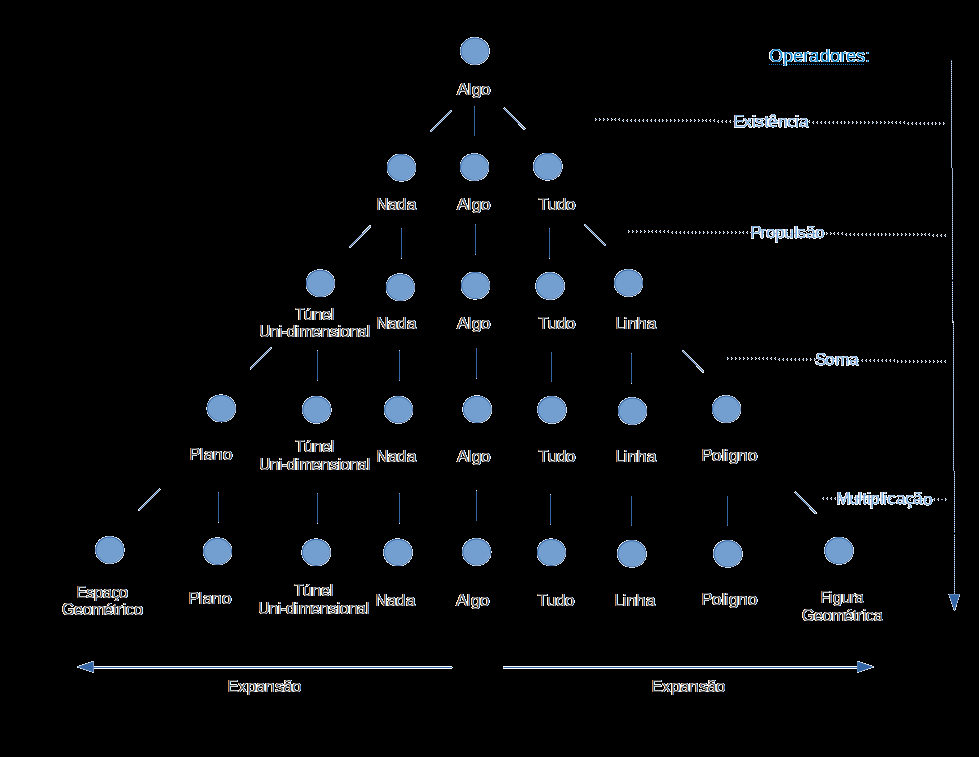 Operadores:
Algo
Existência
Nada Algo Tudo
Propulsão
Túnel
Uni-dimensional Nada Algo Tudo Linha
Soma
Túnel
Plano Uni-dimensional Nada Algo Tudo Linha Polígno
Multiplicação
Espaço
Geométrico
Plano
Túnel
Uni-dimensional
Nada
Algo
Tudo
Linha
Polígno
Figura
Geométrica
Expansão Expansão